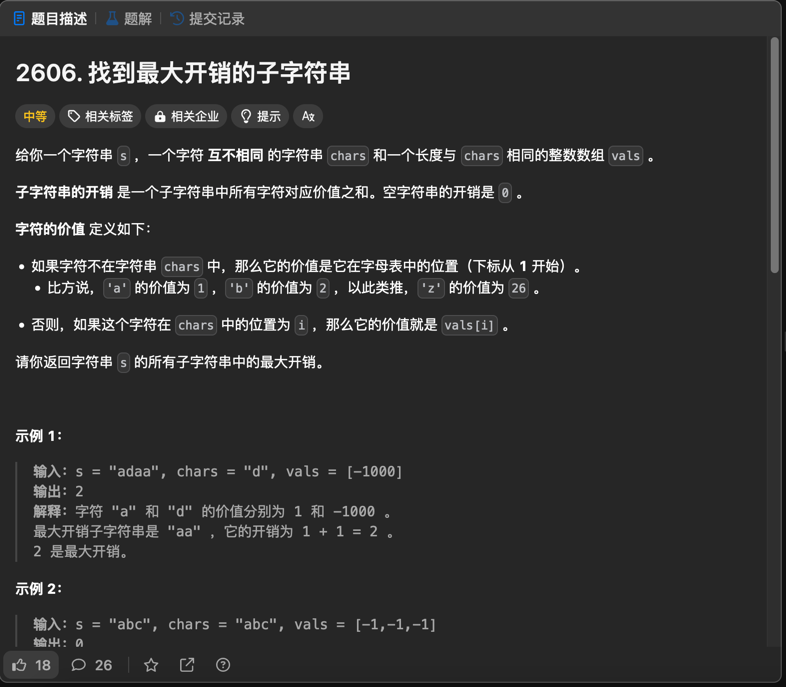 题目描述 题解 提交记录
2606. 找到最大开销的子字符串
中等 相关标签 相关企业 提示 A文
给你一个字符串 s ，一个字符 互不相同 的字符串 chars 和一个长度与 chars 相同的整数数组 vals 。
子字符串的开销 是一个子字符串中所有字符对应价值之和。空字符串的开销是 0 。
字符的价值 定义如下：
• 如果字符不在字符串 chars 中，那么它的价值是它在字母表中的位置（下标从 1 开始）。
• 比方说，'a' 的价值为 1 ，'b' 的价值为 2 ，以此类推，'z' 的价值为 26 。
• 否则，如果这个字符在 chars 中的位置为 i ，那么它的价值就是 vals[i] 。
请你返回字符串 s 的所有子字符串中的最大开销。
示例 1：
输入：s = "adaa", chars = "d", vals = [-1000]
输出：2
解释：字符 "a" 和 "d" 的价值分别为 1 和 -1000 。
最大开销子字符串是 "aa" ，它的开销为 1 + 1 = 2 。
2 是最大开销。
示例 2：
输入：s = "abc", chars = "abc", vals = [-1,-1,-1]
输出：0
18 26